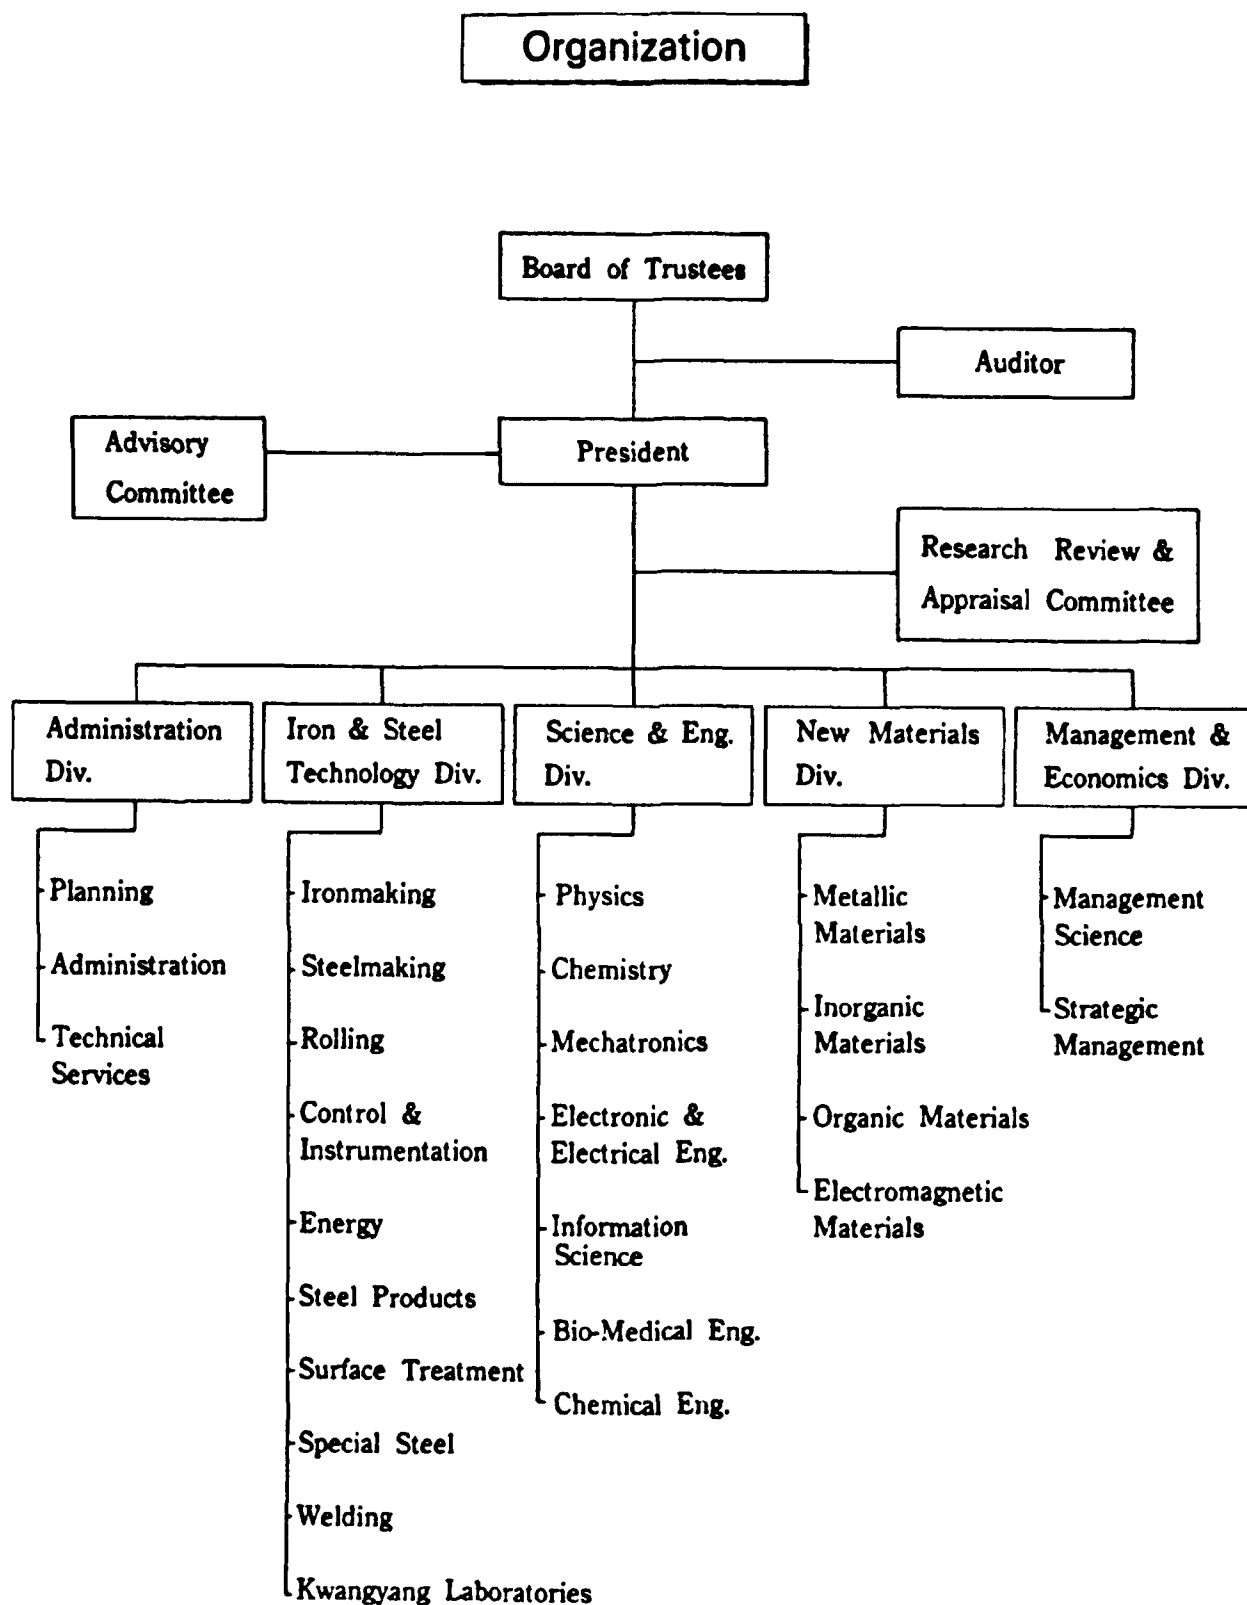 Organization
Board of Trustees
Auditor
Advisory
Committee
President
Research Review &
Appraisal Committee
Administration
Div.
Iron & Steel
Technology Div.
Science & Eng.
Div.
New Materials
Div.
Management &
Economics Div.
Planning
Administration
Technical
Services
Ironmaking
Steelmaking
Rolling
Control &
Instrumentation
Energy
Steel Products
Surface Treatment
Special Steel
Welding
Kwangyang Laboratories
Physics
Chemistry
Mechatronics
Electronic &
Electrical Eng.
Information
Science
Bio-Medical Eng.
Chemical Eng.
Metallic
Materials
Inorganic
Materials
Organic Materials
Electromagnetic
Materials
Management
Science
Strategic
Management